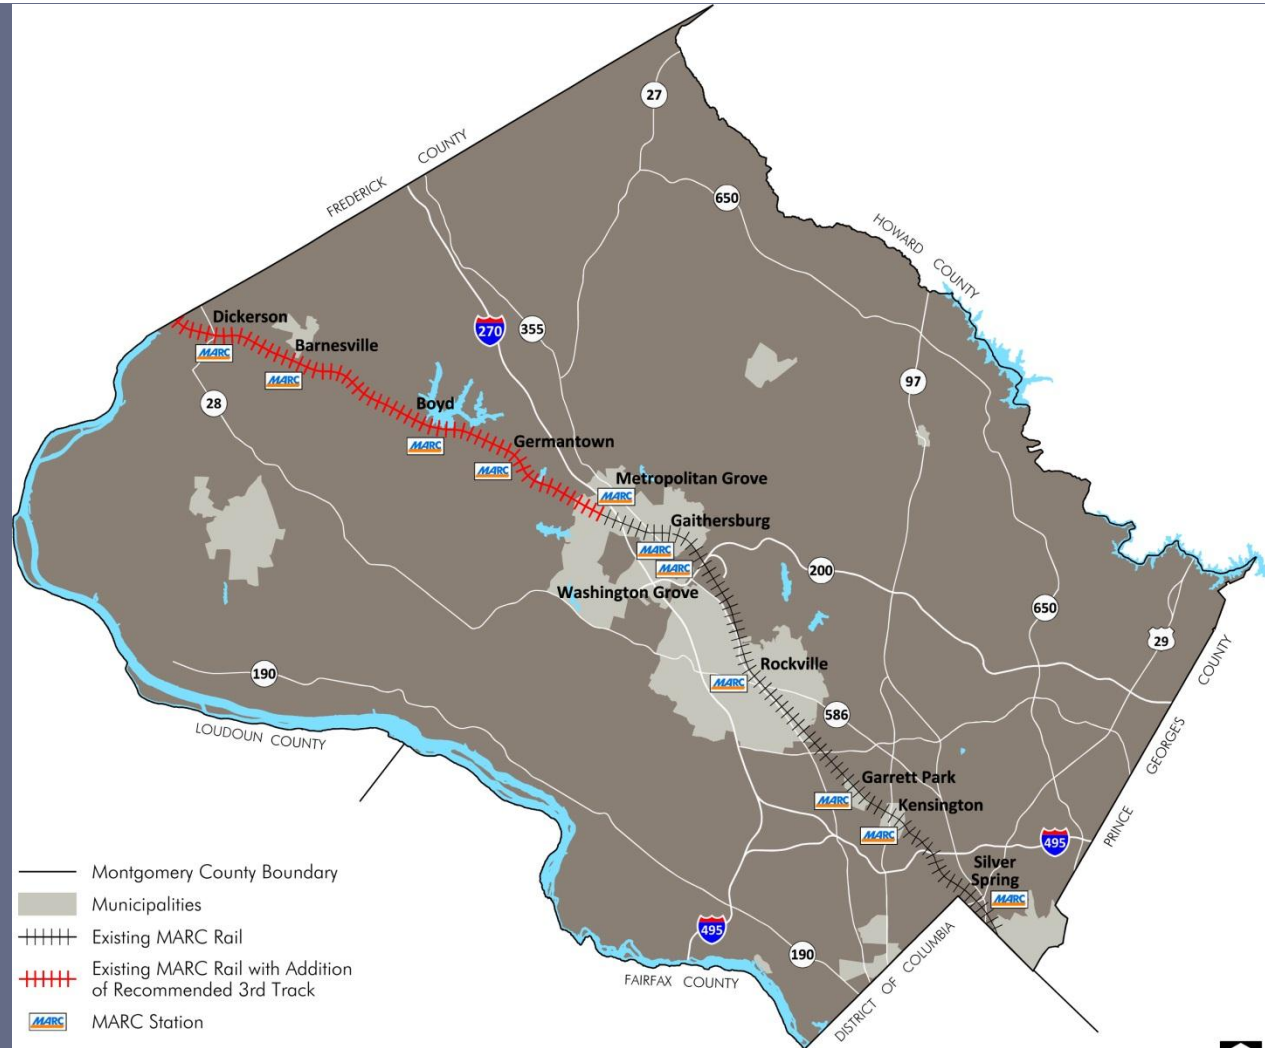 27
FREDERICK COUNTY
650
HOWARD COUNTY
Dickerson
270
355
Barnesville
MARC
MARC
97
28
Boyd
Germantown
MARC
MARC
Metropolitan Grove
MARC
Gaithersburg
MARC
MARC
200
Washington Grove
650
29
Rockville
190
MARC
586
LOUDOUN COUNTY
PRINCE GEORGES COUNTY
Garrett Park
MARC
Kensington
MARC
495
Silver
Spring
MARC
495
190
FAIRFAX COUNTY
DISTRICT OF COLUMBIA
Montgomery County Boundary
Municipalities
Existing MARC Rail
Existing MARC Rail with Addition
of Recommended 3rd Track
MARC
MARC Station